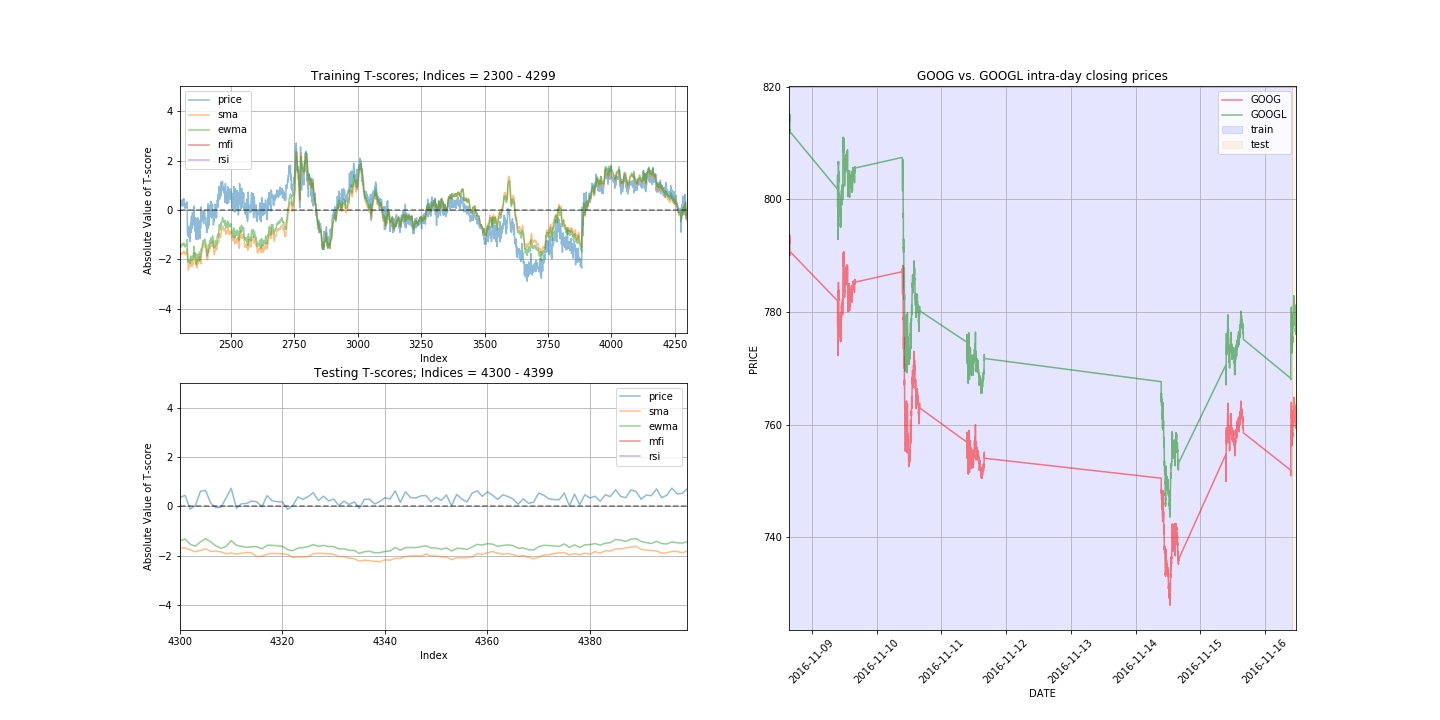 Training T-scores; Indices = 2300 - 4299
Absolute Value of T-score
4
2
0
−2
−4
price
sma
ewma
mfi
rsi
2500
2750
3000
3250
3500
3750
4000
4250
Index
Testing T-scores; Indices = 4300 - 4399
Absolute Value of T-score
4
2
0
−2
−4
price
sma
ewma
mfi
rsi
4300
4320
4340
4360
4380
Index
GOOG vs. GOOGL intra-day closing prices
PRICE
820
800
780
760
740
GOOG
GOOGL
train
test
2016-11-09
2016-11-10
2016-11-11
2016-11-12
2016-11-13
2016-11-14
2016-11-15
2016-11-16
DATE